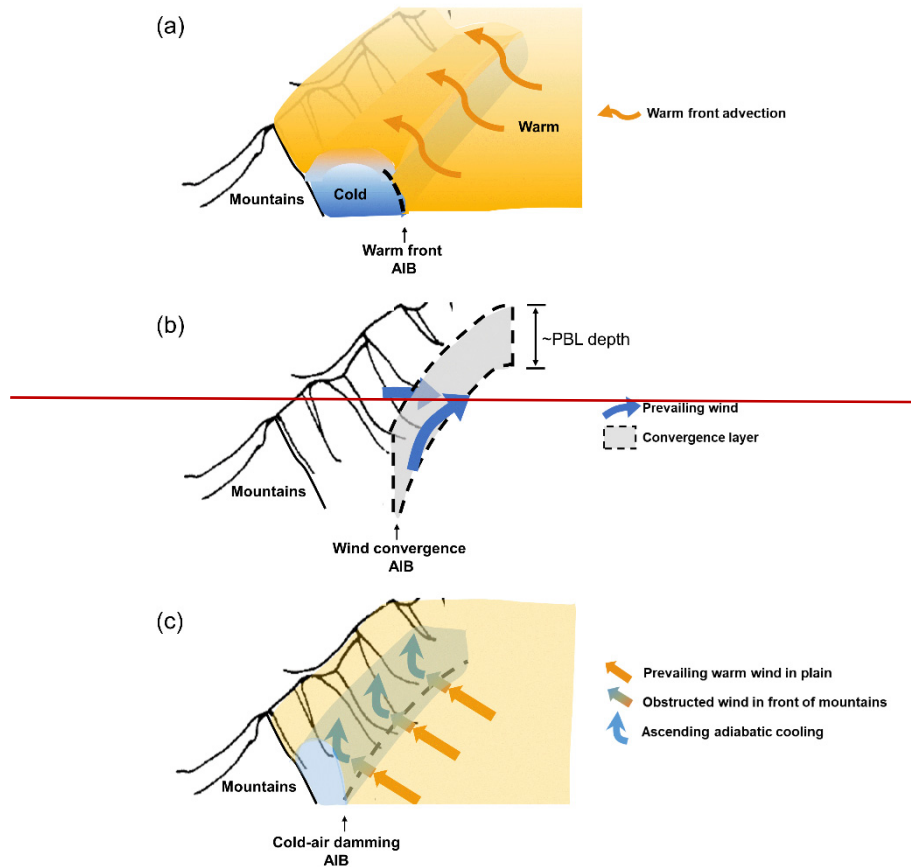 (a)
Warm
Warm front advection
Cold
Mountains
Warm front
AIB
(b)
~PBL depth
Prevailing wind
Convergence layer
Mountains
Wind convergence
AIB
(c)
Prevailing warm wind in plain
Obstructed wind in front of mountains
Ascending adiabatic cooling
Mountains
Cold-air damming
AIB